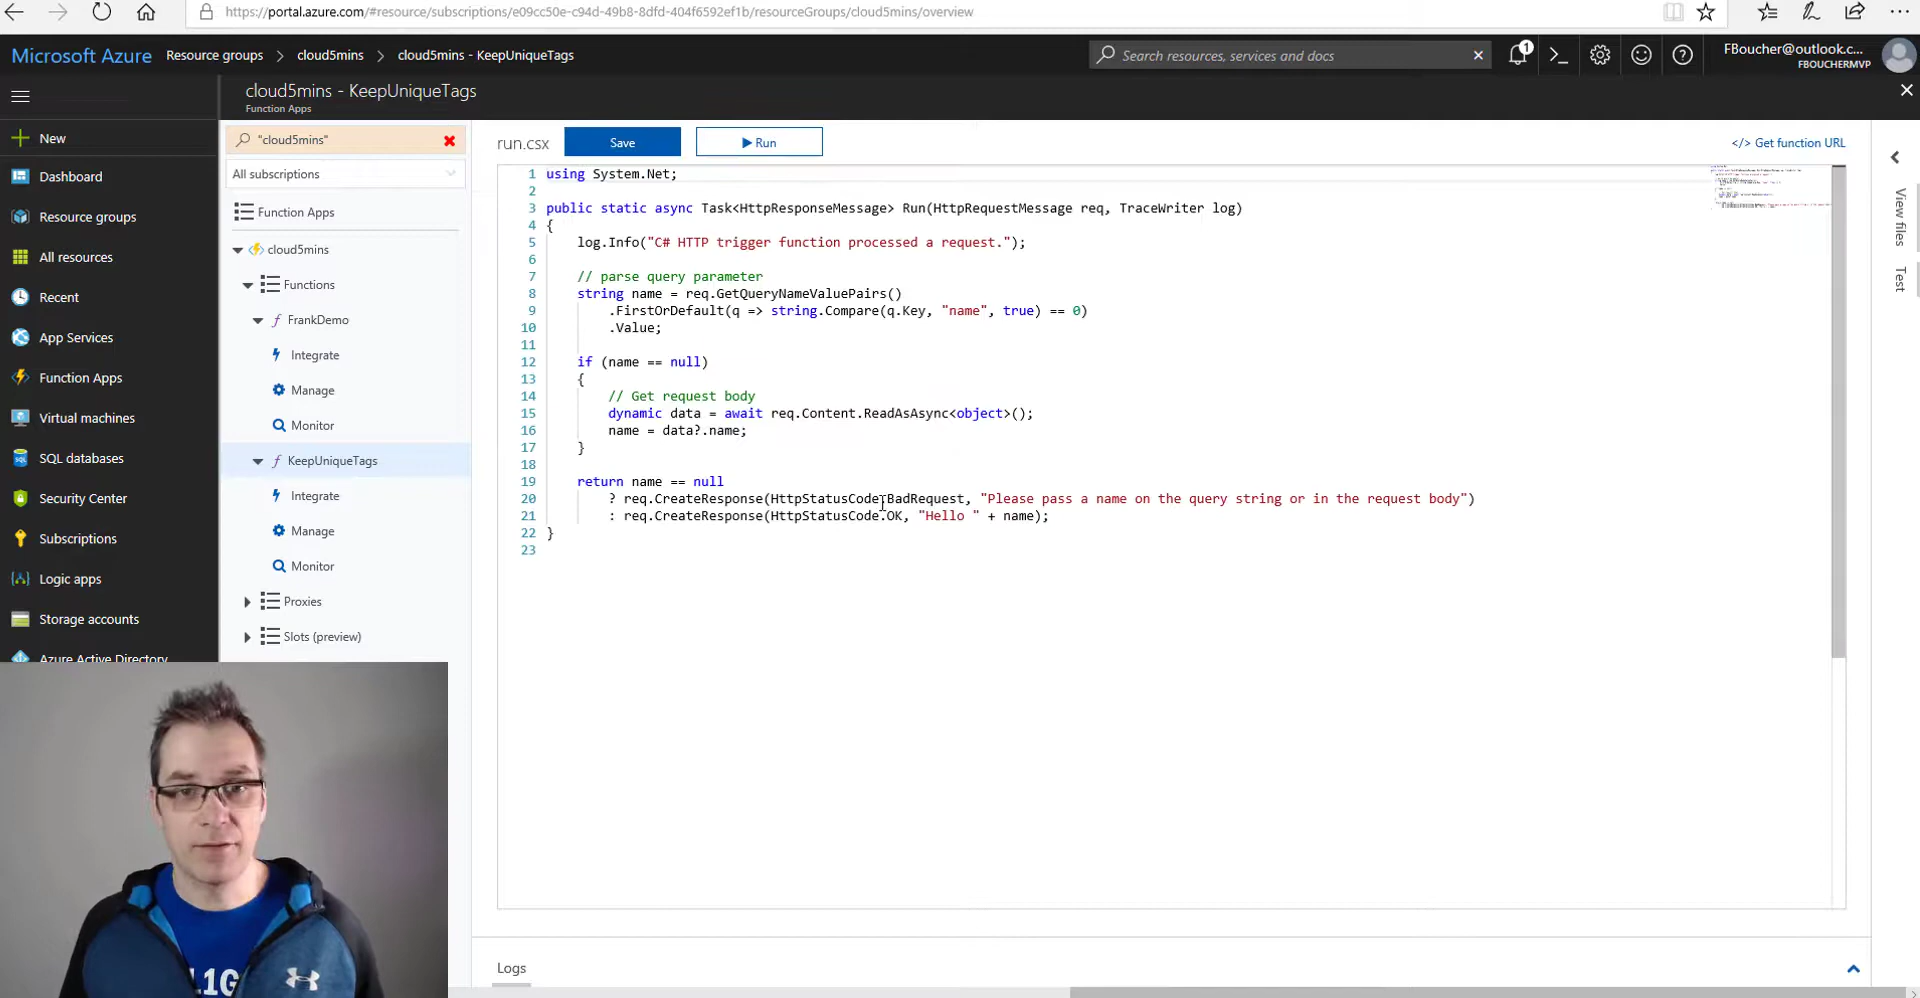 https://portal.azure.com/#resource/subscriptions/e09cc50e-c94d-49b8-8dfd-404f6592ef1b/resourceGroups/cloud5mins/overview
Microsoft Azure Resource groups > cloud5mins > cloud5mins - KeepUniqueTags
Search resources, services and docs
1
FBoucher@outlook.c...
FBOUCHERMVP
cloud5mins - KeepUniqueTags
Function Apps
New
Dashboard
Resource groups
All resources
Recent
App Services
Function Apps
Virtual machines
SQL databases
Security Center
Subscriptions
Logic apps
Storage accounts
Azure Active Directory
"cloud5mins"
All subscriptions
Function Apps
cloud5mins
Functions
FrankDemo
Integrate
Manage
Monitor
KeepUniqueTags
Integrate
Manage
Monitor
Proxies
Slots (preview)
run.csx
Save
Run
</> Get function URL
1 using System.Net;
2
3 public static async Task<HttpResponseMessage> Run(HttpRequestMessage req, TraceWriter log)
4 {
5 log.Info("C# HTTP trigger function processed a request.");
6
7 // parse query parameter
8 string name = req.GetQueryNameValuePairs()
9 .FirstOrDefault(q => string.Compare(q.Key, "name", true) == 0)
10 .Value;
11
12 if (name == null)
13 {
14 // Get request body
15 dynamic data = await req.Content.ReadAsAsync<object>();
16 name = data?.name;
17 }
18
19 return name == null
20 ? req.CreateResponse(HttpStatusCode.BadRequest, "Please pass a name on the query string or in the request body")
21 : req.CreateResponse(HttpStatusCode.OK, "Hello " + name);
22 }
23
View files
Test
Logs